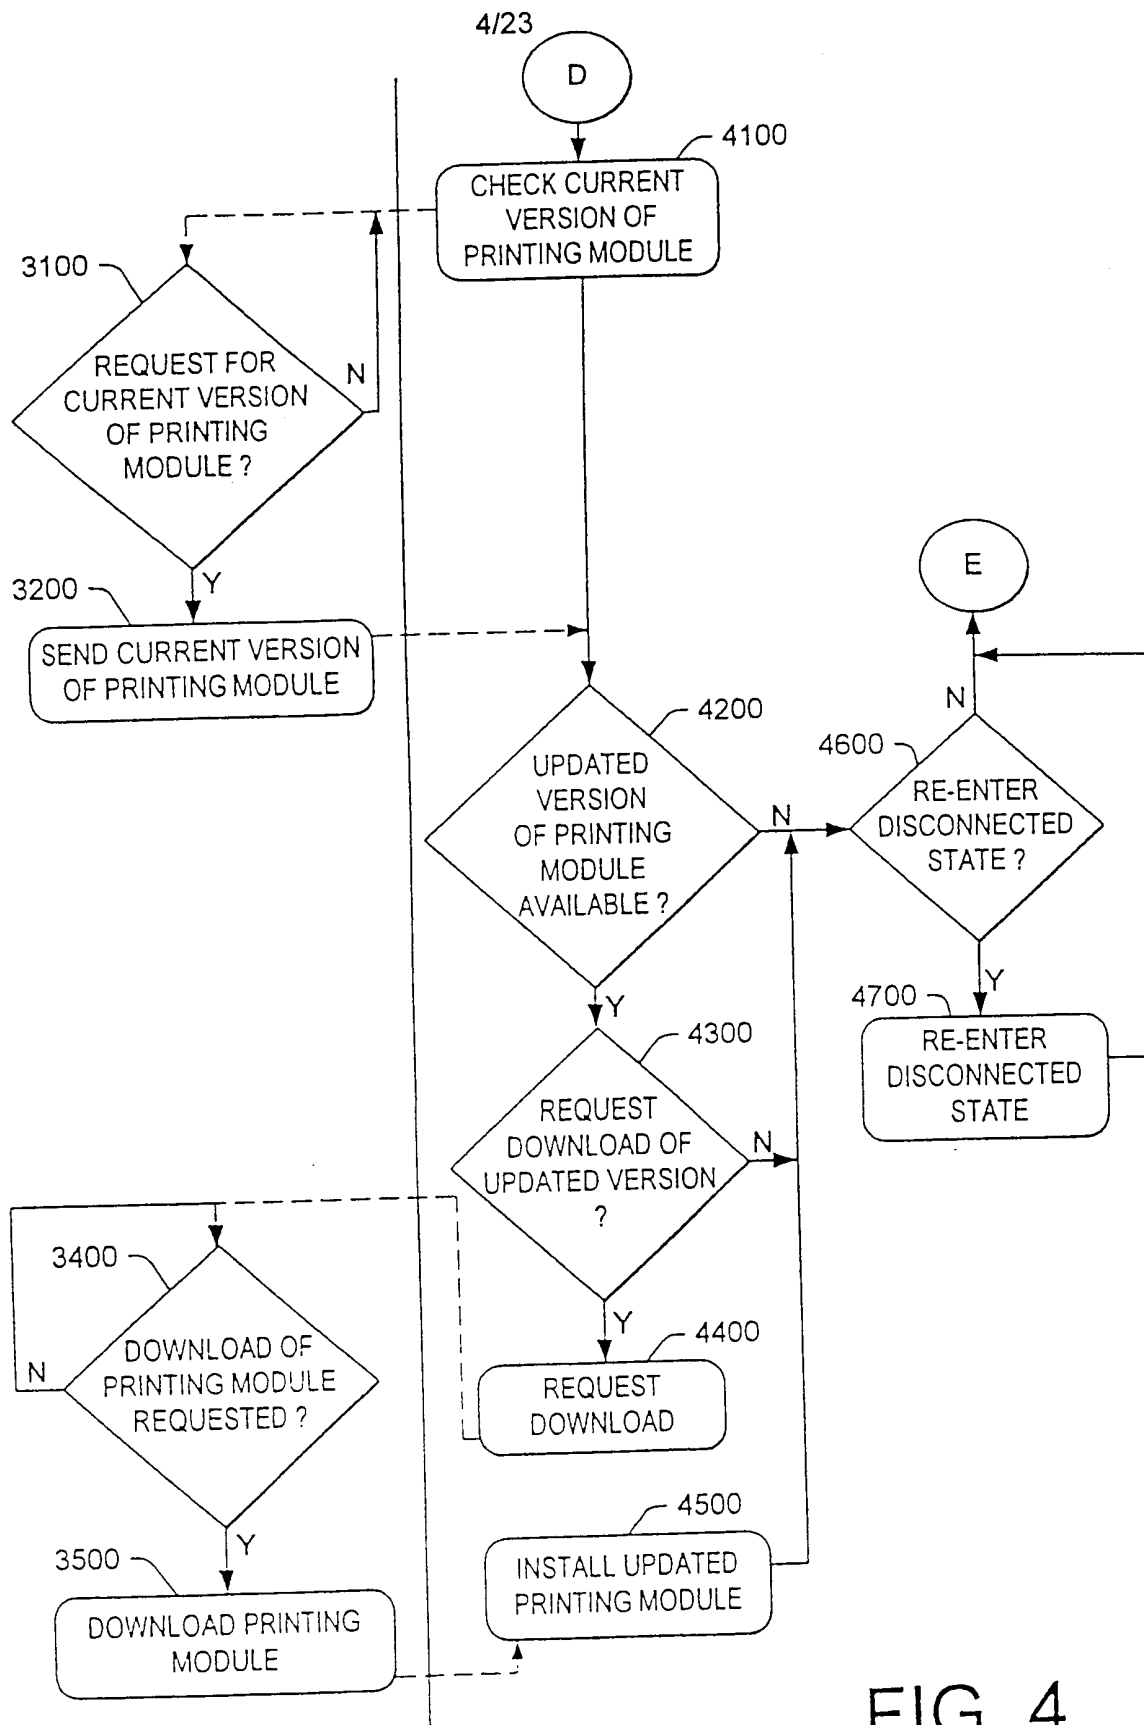 4/23
D
4100
CHECK CURRENT
VERSION OF
PRINTING MODULE
3100
REQUEST FOR
CURRENT VERSION
OF PRINTING
MODULE ?
N
Y
3200
SEND CURRENT VERSION
OF PRINTING MODULE
E
N
4200
UPDATED
VERSION
OF PRINTING
MODULE
AVAILABLE ?
N
Y
4600
RE-ENTER
DISCONNECTED
STATE ?
Y
4700
RE-ENTER
DISCONNECTED
STATE
4300
REQUEST
DOWNLOAD OF
UPDATED VERSION
?
N
Y
3400
DOWNLOAD OF
PRINTING MODULE
REQUESTED ?
N
Y
4400
REQUEST
DOWNLOAD
3500
DOWNLOAD PRINTING
MODULE
4500
INSTALL UPDATED
PRINTING MODULE
FIG. 4